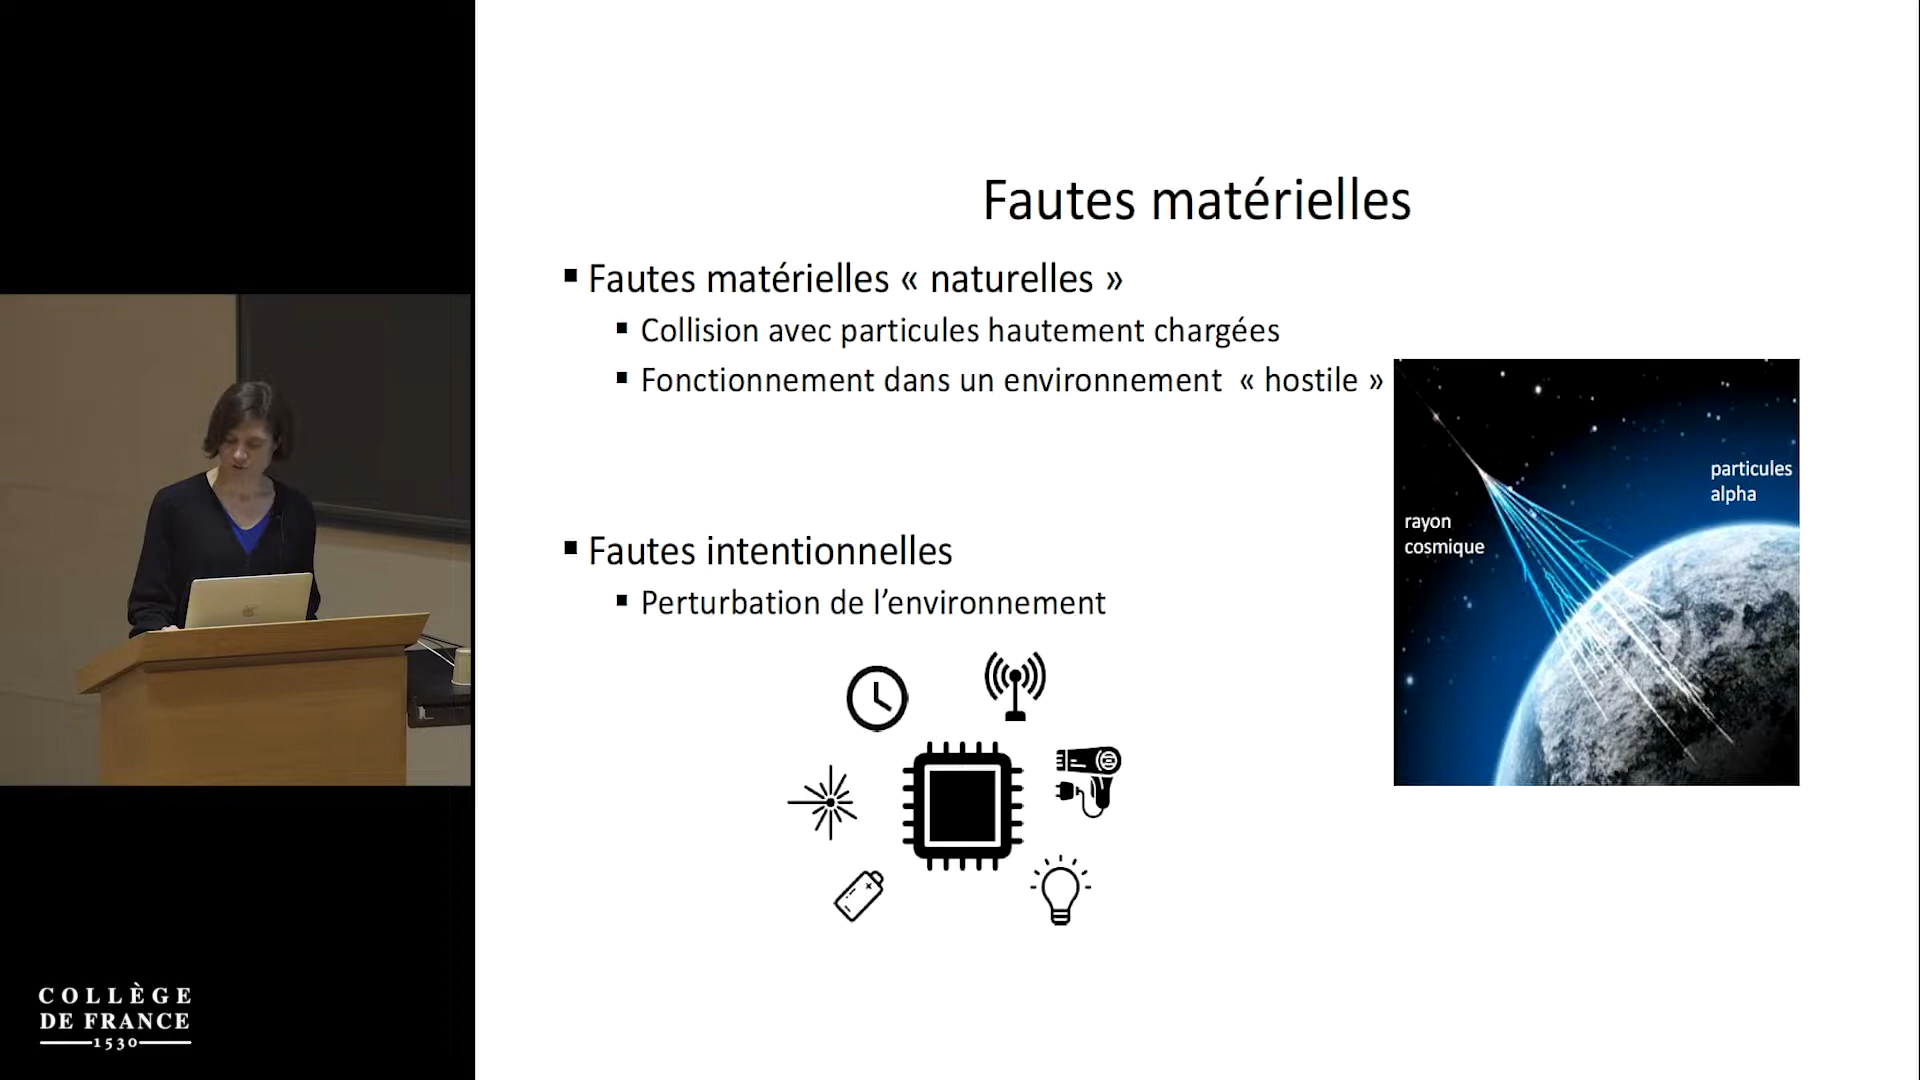 Fautes matérielles
Fautes matérielles « naturelles »
Collision avec particules hautement chargées
Fonctionnement dans un environnement « hostile »
particules
alpha
rayon
cosmique
Fautes intentionnelles
Perturbation de l’environnement
COLLÈGE
DE FRANCE
1530